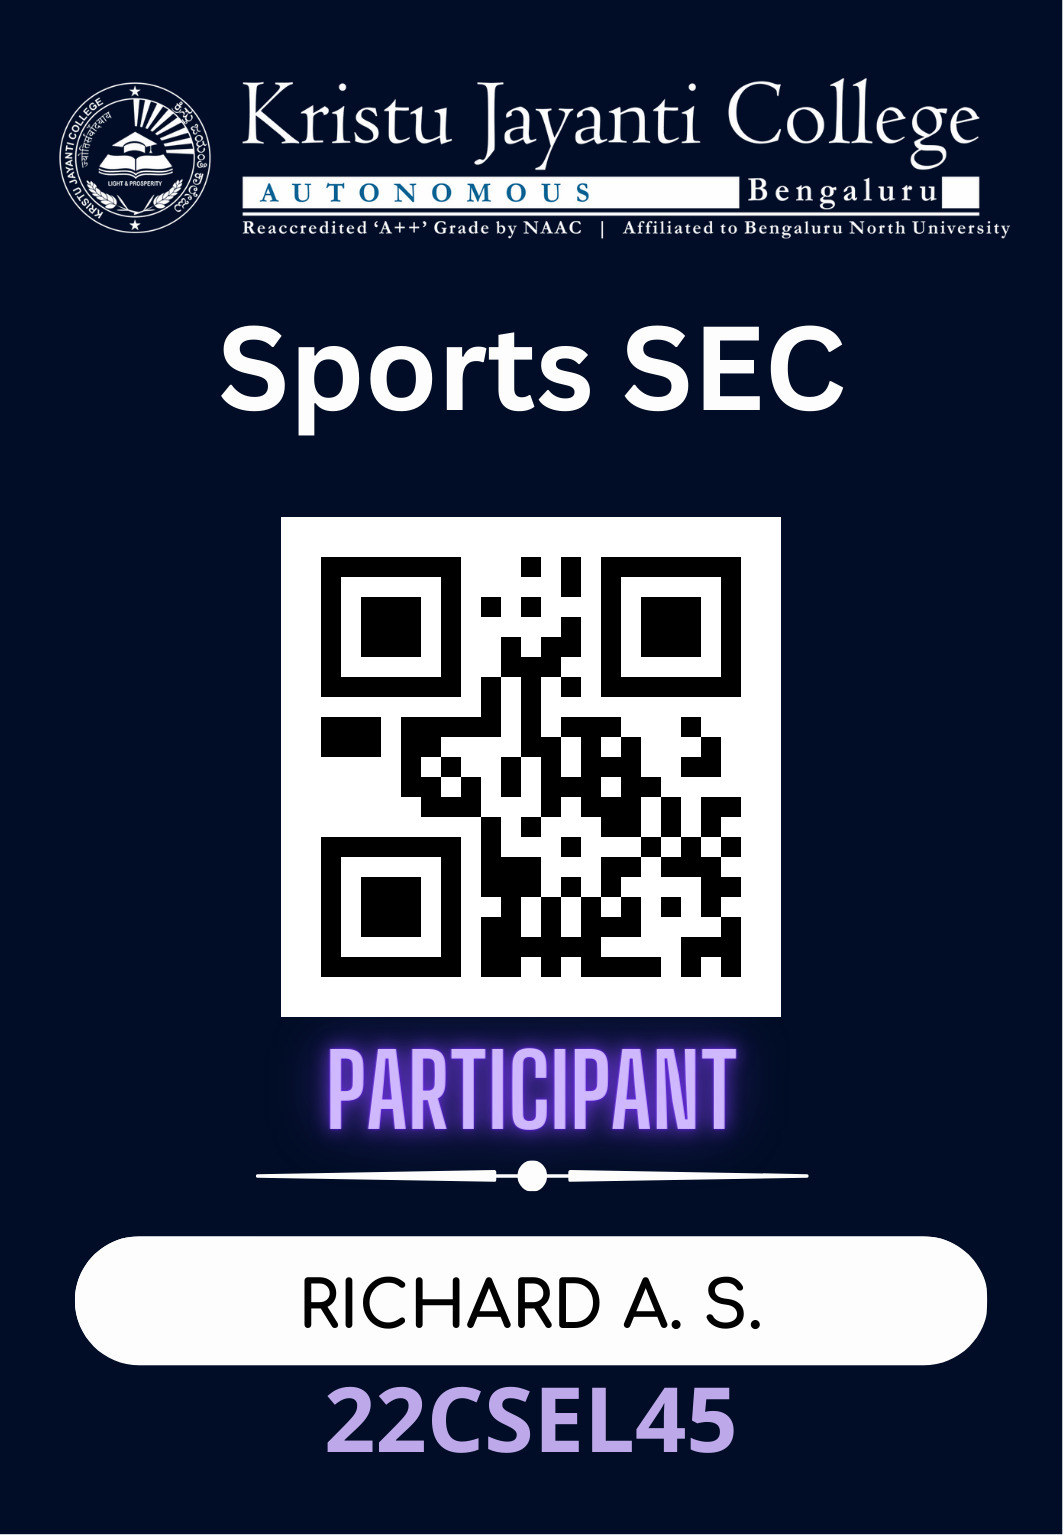 KRISTU JAYANTI COLLEGE
ಕ್ರಿಸ್ತು ಜಯಂತಿ ಕಾಲೇಜು
LIGHT & PROSPERITY
Kristu Jayanti College
AUTONOMOUS Bengaluru
Reaccredited ‘A++’ Grade by NAAC | Affiliated to Bengaluru North University
Sports SEC
PARTICIPANT
RICHARD A. S.
22CSEL45